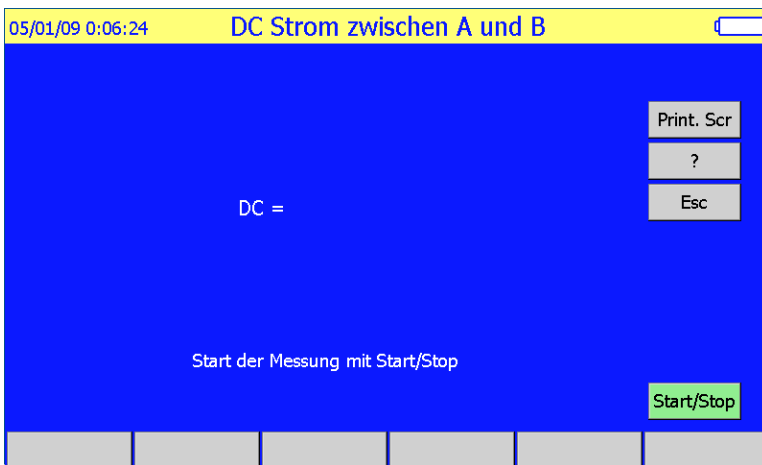 05/01/09 0:06:24 DC Strom zwischen A und B
Print. Scr
?
Esc
DC =
Start der Messung mit Start/Stop
Start/Stop